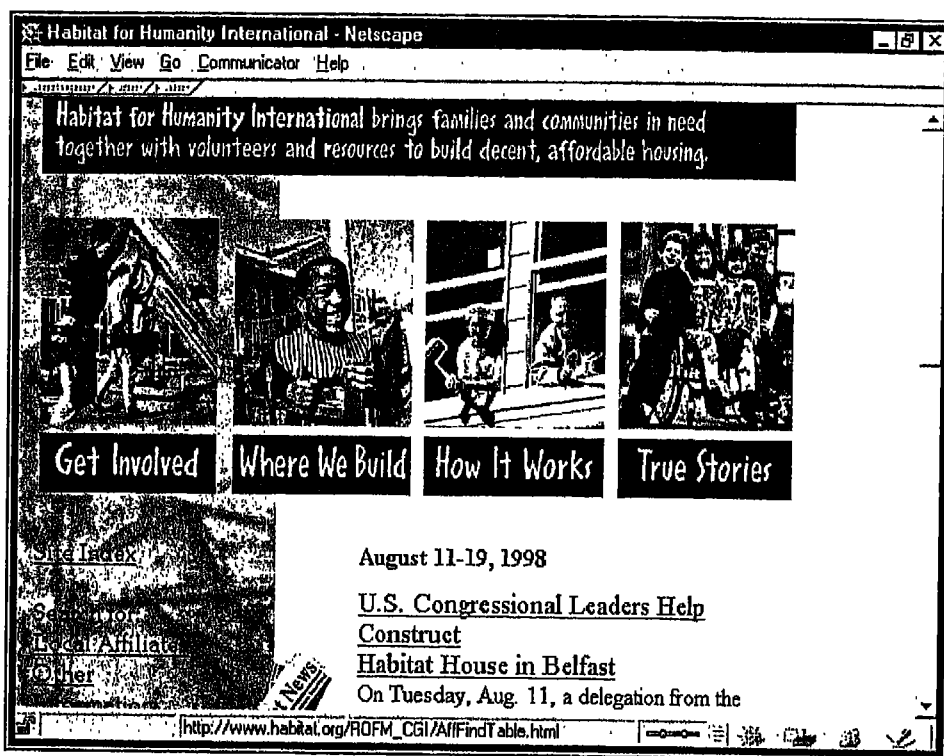 Habitat for Humanity International - Netscape
File Edit View Go Communicator Help
Habitat for Humanity International brings families and communities in need
together with volunteers and resources to build decent, affordable housing.
Get Involved
Where We Build
How It Works
True Stories
Site Index
Search for
Local Affiliate
Other
News
August 11-19, 1998
U.S. Congressional Leaders Help
Construct
Habitat House in Belfast
On Tuesday, Aug. 11, a delegation from the
http://www.habitat.org/ROFM_CGI/AffFindTable.html